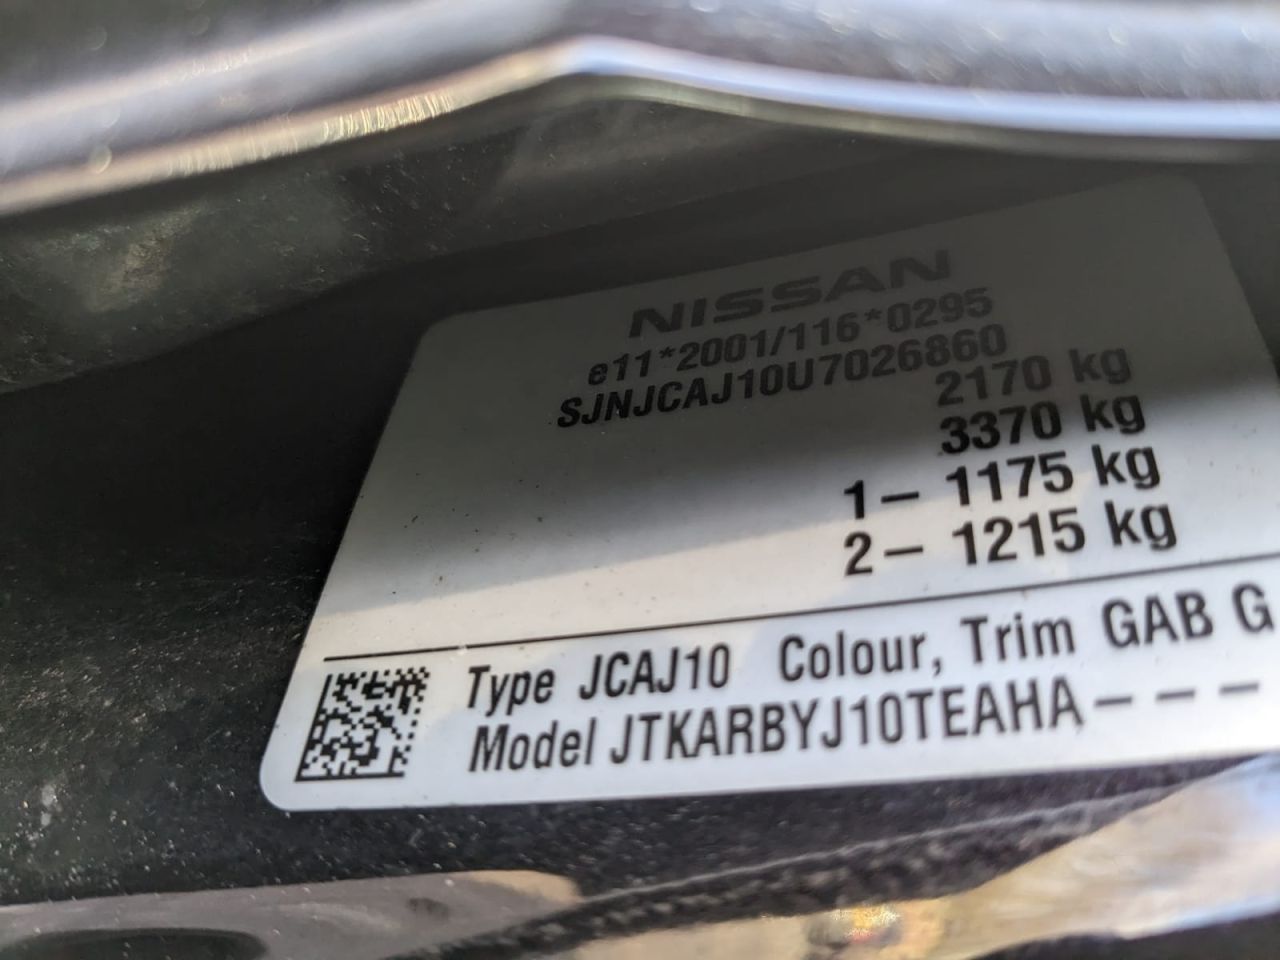 NISSAN
e11*2001/116*0295
SJNJCAJ10U7026860
2170 kg
3370 kg
1– 1175 kg
2– 1215 kg
Type JCAJ10 Colour, Trim GAB G
Model JTKARBYJ10TEAHA – – –